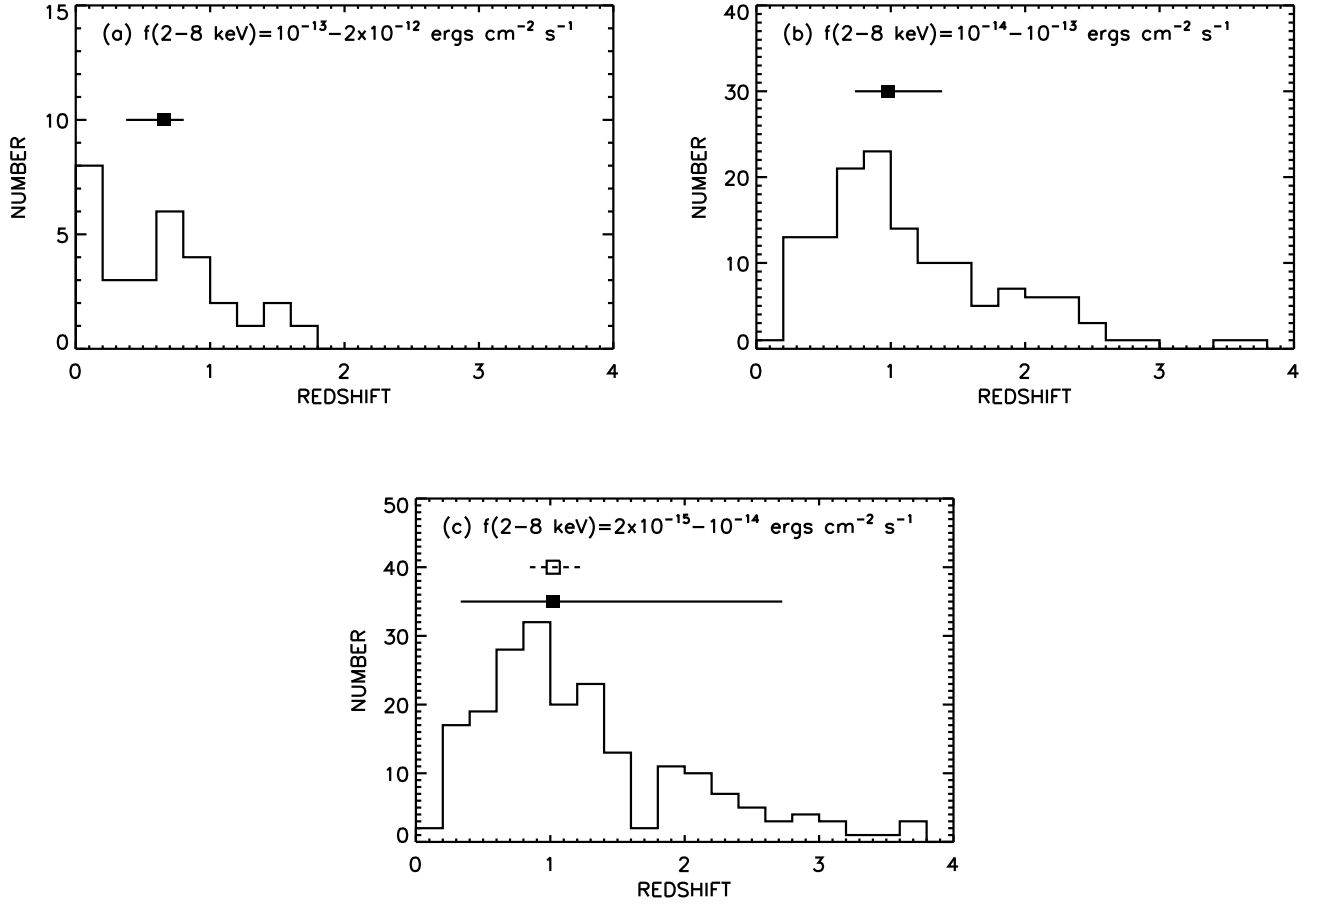 (a) f(2−8 keV)=10⁻¹³−2x10⁻¹² ergs cm⁻² s⁻¹
15
10
5
0
NUMBER
0 1 2 3 4
REDSHIFT
(b) f(2−8 keV)=10⁻¹⁴−10⁻¹³ ergs cm⁻² s⁻¹
40
30
20
10
0
NUMBER
0 1 2 3 4
REDSHIFT
(c) f(2−8 keV)=2x10⁻¹⁵−10⁻¹⁴ ergs cm⁻² s⁻¹
50
40
30
20
10
0
NUMBER
0 1 2 3 4
REDSHIFT